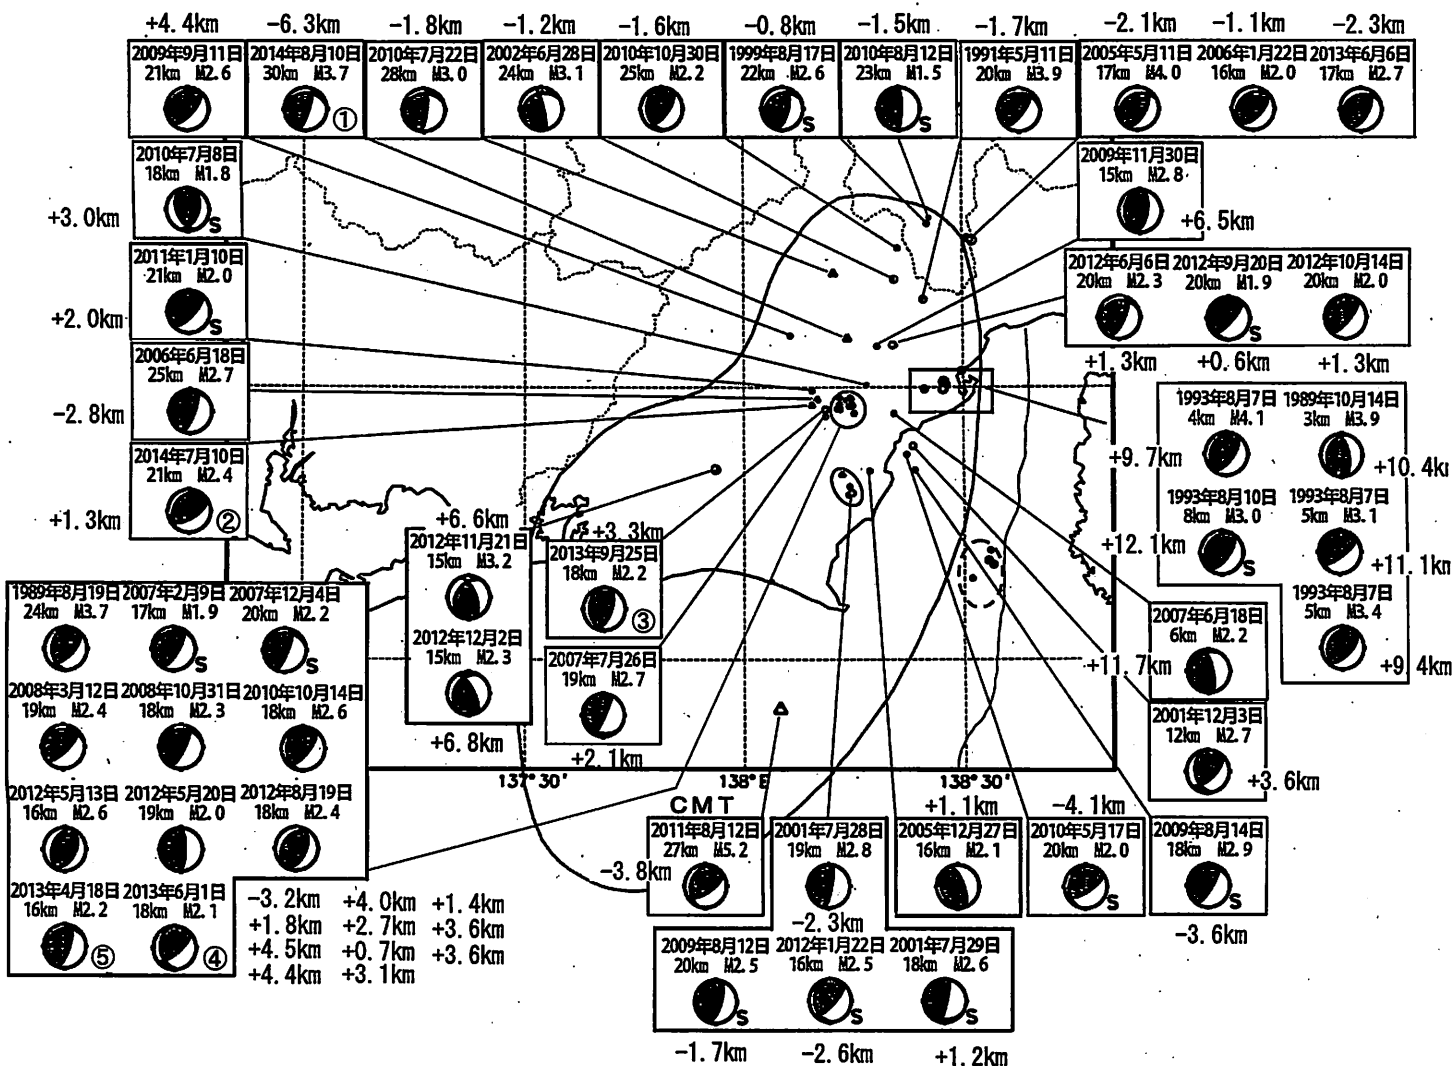 +4.4km −6.3km −1.8km −1.2km −1.6km −0.8km −1.5km −1.7km −2.1km −1.1km −2.3km
2009年9月11日 2014年8月10日 2010年7月22日 2002年6月28日 2010年10月30日 1999年8月17日 2010年8月12日 1991年5月11日 2005年5月11日 2006年1月22日 2013年6月6日
21km M2.6 30km M3.7 28km M3.0 24km M3.1 25km M2.2 22km M2.6 23km M1.5 20km M3.9 17km M4.0 16km M2.0 17km M2.7
① S S
2010年7月8日
18km M1.8
S
+3.0km
2009年11月30日
15km M2.8
+6.5km
2011年1月10日
21km M2.0
S
+2.0km
2012年6月6日 2012年9月20日 2012年10月14日
20km M2.3 20km M1.9 20km M2.0
S
+1.3km +0.6km +1.3km
2006年6月18日
25km M2.7
−2.8km
2014年7月10日
21km M2.4
②
+1.3km
1993年8月7日 1989年10月14日
4km M4.1 3km M3.9
+9.7km +10.4k
1993年8月10日 1993年8月7日
8km M3.0 5km M3.1
S
+12.1km +11.1km
1993年8月7日
5km M3.4
+9.4km
+6.6km
2012年11月21日
15km M3.2
2012年12月2日
15km M2.3
+6.8km
+3.3km
2013年9月25日
18km M2.2
③
2007年7月26日
19km M2.7
+2.1km
2007年6月18日
6km M2.2
+11.7km
2001年12月3日
12km M2.7
+3.6km
1989年8月19日 2007年2月9日 2007年12月4日
24km M3.7 17km M1.9 20km M2.2
S S
2008年3月12日 2008年10月31日 2010年10月14日
19km M2.4 18km M2.3 18km M2.6
2012年5月13日 2012年5月20日 2012年8月19日
16km M2.6 19km M2.0 18km M2.4
2013年4月18日 2013年6月1日
16km M2.2 18km M2.1
⑤ ④
−3.2km +4.0km +1.4km
+1.8km +2.7km +3.6km
+4.5km +0.7km +3.6km
+4.4km +3.1km
137°30′ 138°E 138°30′
CMT
2011年8月12日
27km M5.2
−3.8km
2001年7月28日
19km M2.8
−2.3km
+1.1km
2005年12月27日
16km M2.1
−4.1km
2010年5月17日
20km M2.0
S
2009年8月14日
18km M2.9
S
−3.6km
2009年8月12日 2012年1月22日 2001年7月29日
20km M2.5 16km M2.5 18km M2.6
S S S
−1.7km −2.6km +1.2km